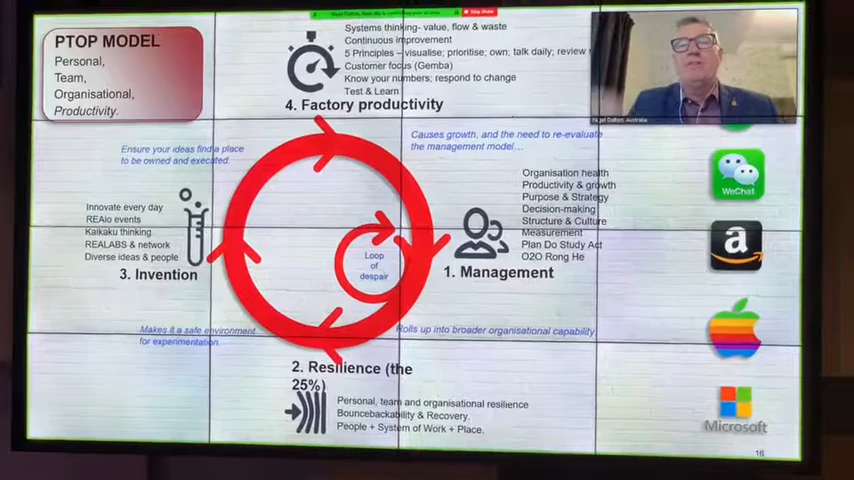 PTOP MODEL
Personal,
Team,
Organisational,
Productivity.
Systems thinking- value, flow & waste
Continuous improvement
5 Principles – visualise; prioritise; own; talk daily; review
Customer focus (Gemba)
Know your numbers; respond to change
Test & Learn
4. Factory productivity
Nigel Dalton, Australia
Ensure your ideas find a place
to be owned and executed.
Causes growth, and the need to re-evaluate
the management model…
Innovate every day
REAio events
Kaikaku thinking
REALABS & network
Diverse ideas & people
3. Invention
Loop
of
despair
Organisation health
Productivity & growth
Purpose & Strategy
Decision-making
Structure & Culture
Measurement
Plan Do Study Act
O2O Rong He
1. Management
WeChat
a
Makes it a safe environment
for experimentation…
Rolls up into broader organisational capability.
2. Resilience (the
25%)
Personal, team and organisational resilience
Bouncebackability & Recovery.
People + System of Work + Place.
Microsoft
16